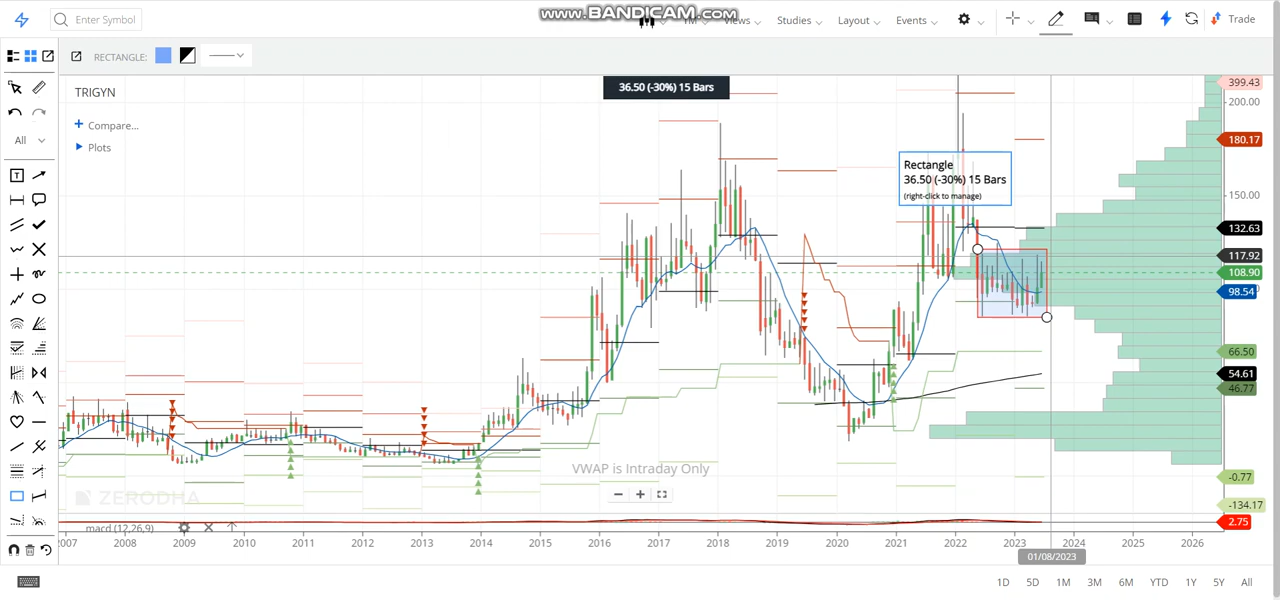 www.BANDICAM.com
Enter Symbol
1M
Views
Studies
Layout
Events
Trade
RECTANGLE:
TRIGYN
Compare...
Plots
All
36.50 (-30%) 15 Bars
Rectangle
36.50 (-30%) 15 Bars
(right-click to manage)
399.43
200.00
180.17
150.00
132.63
117.92
108.90
98.54
66.50
54.61
46.77
-0.77
-134.17
2.75
VWAP is Intraday Only
ZERODHA
macd (12,26,9)
2007 2008 2009 2010 2011 2012 2013 2014 2015 2016 2017 2018 2019 2020 2021 2022 2023 2024 2025 2026
01/08/2023
1D 5D 1M 3M 6M YTD 1Y 5Y All